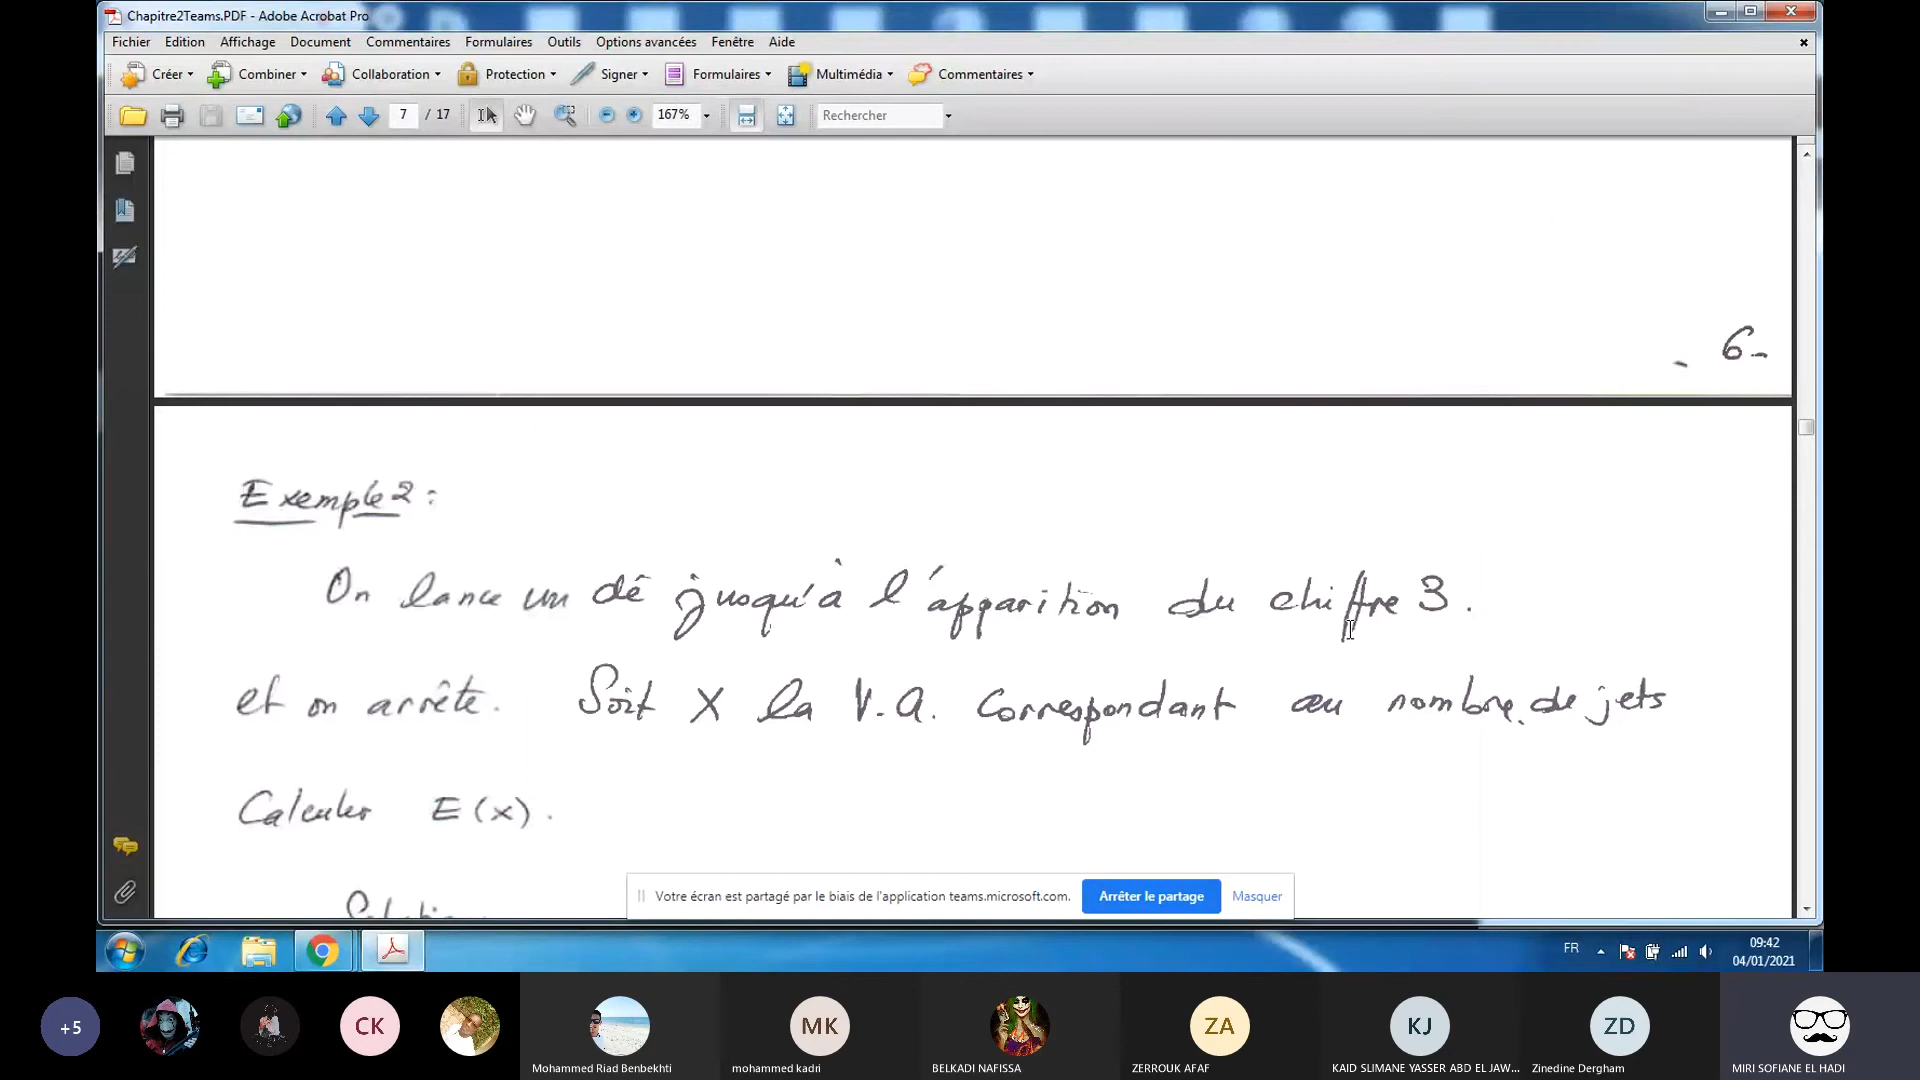 Chapitre2Teams.PDF - Adobe Acrobat Pro
Fichier Edition Affichage Document Commentaires Formulaires Outils Options avancées Fenêtre Aide
Créer Combiner Collaboration Protection Signer Formulaires Multimédia Commentaires
7 / 17 167% Rechercher
- 6-
Exemple 2 :
On lance un dé jusqu'à l'apparition du chiffre 3.
et on arrête. Soit X la V.A. correspondant au nombre de jets
Calculer E(x).
Solution
Votre écran est partagé par le biais de l'application teams.microsoft.com. Arrêter le partage Masquer
FR 09:42
04/01/2021
+5 CK MK ZA KJ ZD
Mohammed Riad Benbekhti mohammed kadri BELKADI NAFISSA ZERROUK AFAF KAID SLIMANE YASSER ABD EL JAW... Zinedine Dergham MIRI SOFIANE EL HADI